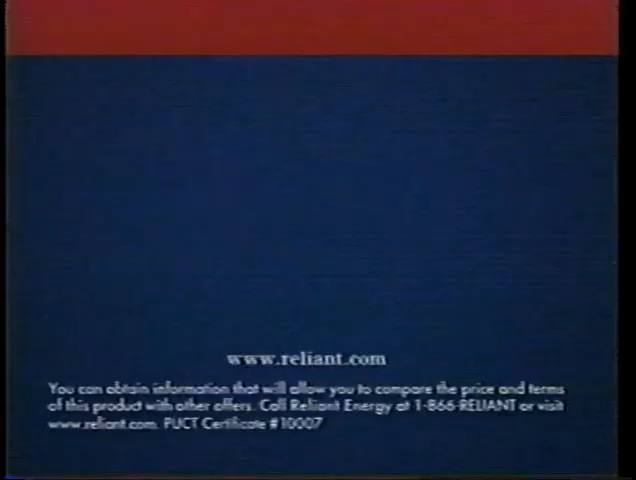 www.reliant.com
You can obtain information that will allow you to compare the price and terms
of this product with other offers. Call Reliant Energy at 1-866-RELIANT or visit
www.reliant.com. PUCT Certificate #10007